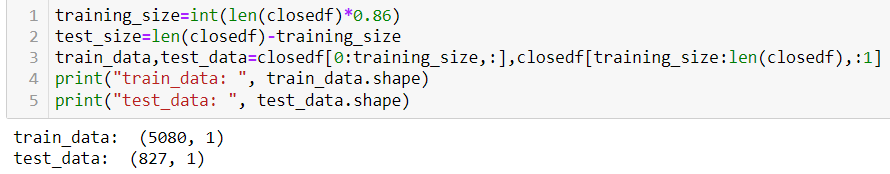 1 training_size=int(len(closedf)*0.86)
2 test_size=len(closedf)-training_size
3 train_data,test_data=closedf[0:training_size,:],closedf[training_size:len(closedf),:1]
4 print("train_data: ", train_data.shape)
5 print("test_data: ", test_data.shape)
train_data:  (5080, 1)
test_data:  (827, 1)